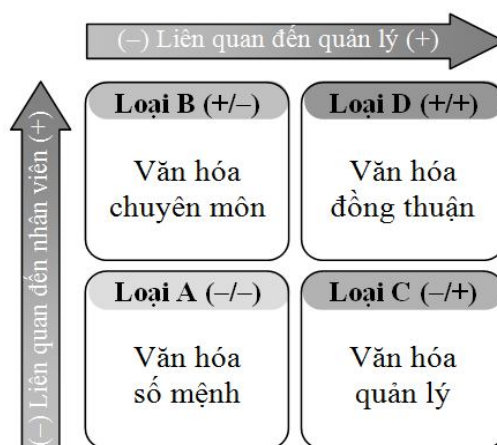 (–) Liên quan đến quản lý (+)
(–) Liên quan đến nhân viên (+)
Loại B (+/–)
Văn hóa
chuyên môn
Loại D (+/+)
Văn hóa
đồng thuận
Loại A (–/–)
Văn hóa
số mệnh
Loại C (–/+)
Văn hóa
quản lý